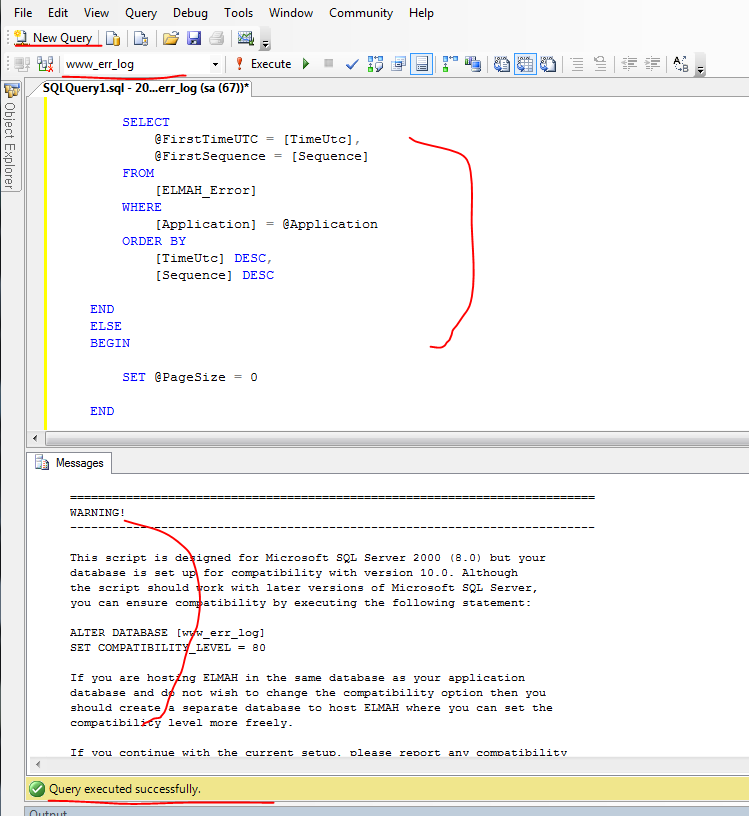 File Edit View Query Debug Tools Window Community Help
New Query
www_err_log Execute
SQLQuery1.sql - 20...err_log (sa (67))*
Object Explorer
SELECT
@FirstTimeUTC = [TimeUtc],
@FirstSequence = [Sequence]
FROM
[ELMAH_Error]
WHERE
[Application] = @Application
ORDER BY
[TimeUtc] DESC,
[Sequence] DESC
END
ELSE
BEGIN
SET @PageSize = 0
END
Messages
===========================================================================
WARNING!
---------------------------------------------------------------------------
This script is designed for Microsoft SQL Server 2000 (8.0) but your
database is set up for compatibility with version 10.0. Although
the script should work with later versions of Microsoft SQL Server,
you can ensure compatibility by executing the following statement:
ALTER DATABASE [www_err_log]
SET COMPATIBILITY_LEVEL = 80
If you are hosting ELMAH in the same database as your application
database and do not wish to change the compatibility option then you
should create a separate database to host ELMAH where you can set the
compatibility level more freely.
If you continue with the current setup, please report any compatibility
Query executed successfully.
Output